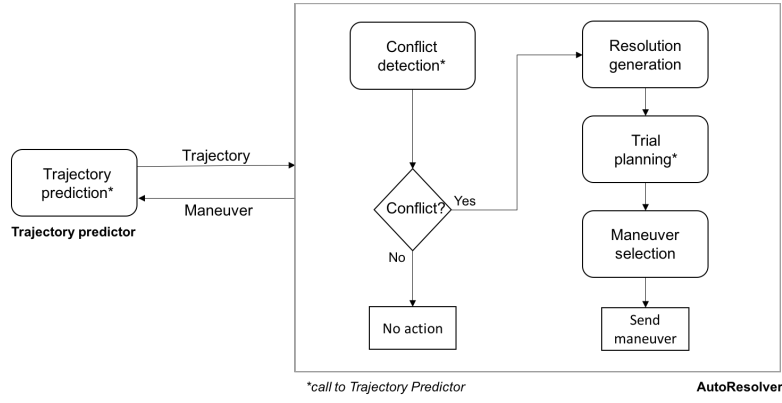 Trajectory
prediction*
Trajectory predictor
Trajectory
Maneuver
Conflict
detection*
Conflict?
Yes
No
No action
Resolution
generation
Trial
planning*
Maneuver
selection
Send
maneuver
*call to Trajectory Predictor
AutoResolver